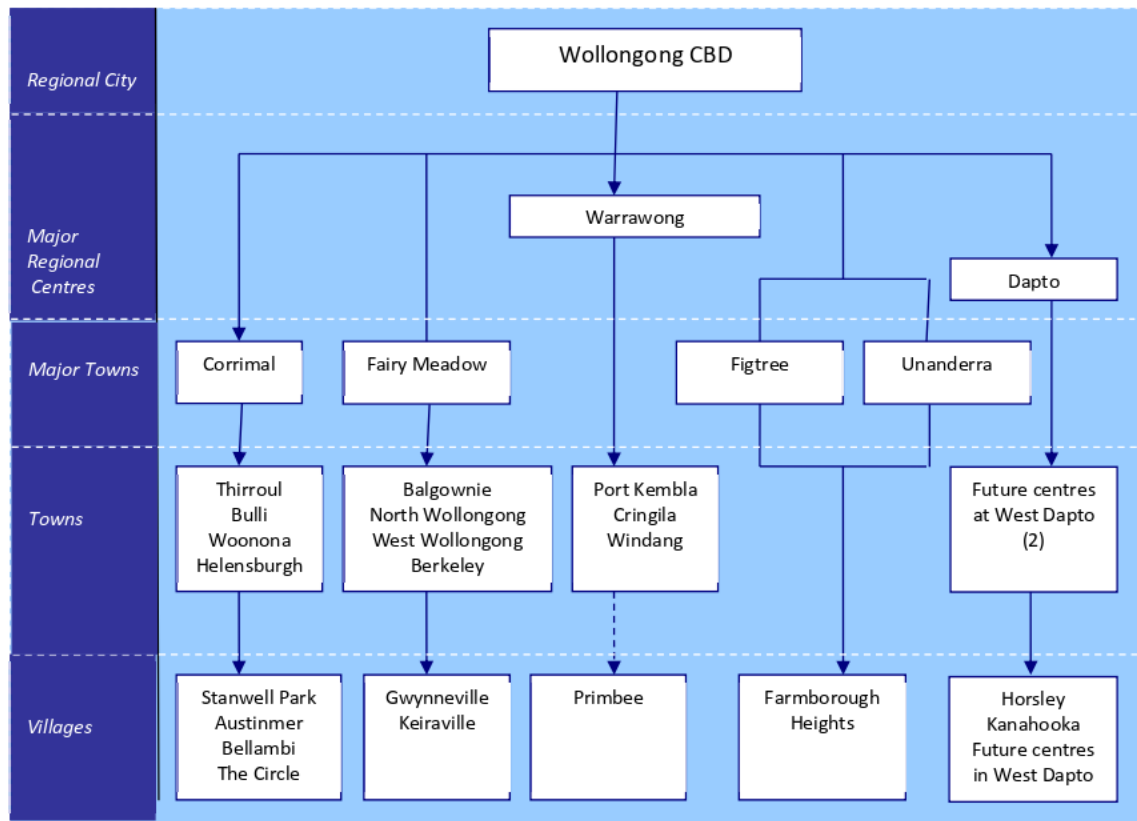 Wollongong CBD
Regional City
Warrawong
Major
Regional
Centres
Dapto
Major Towns
Corrimal
Fairy Meadow
Figtree
Unanderra
Towns
Thirroul
Bulli
Woonona
Helensburgh
Balgownie
North Wollongong
West Wollongong
Berkeley
Port Kembla
Cringila
Windang
Future centres
at West Dapto
(2)
Villages
Stanwell Park
Austinmer
Bellambi
The Circle
Gwynneville
Keiraville
Primbee
Farmborough
Heights
Horsley
Kanahooka
Future centres
in West Dapto